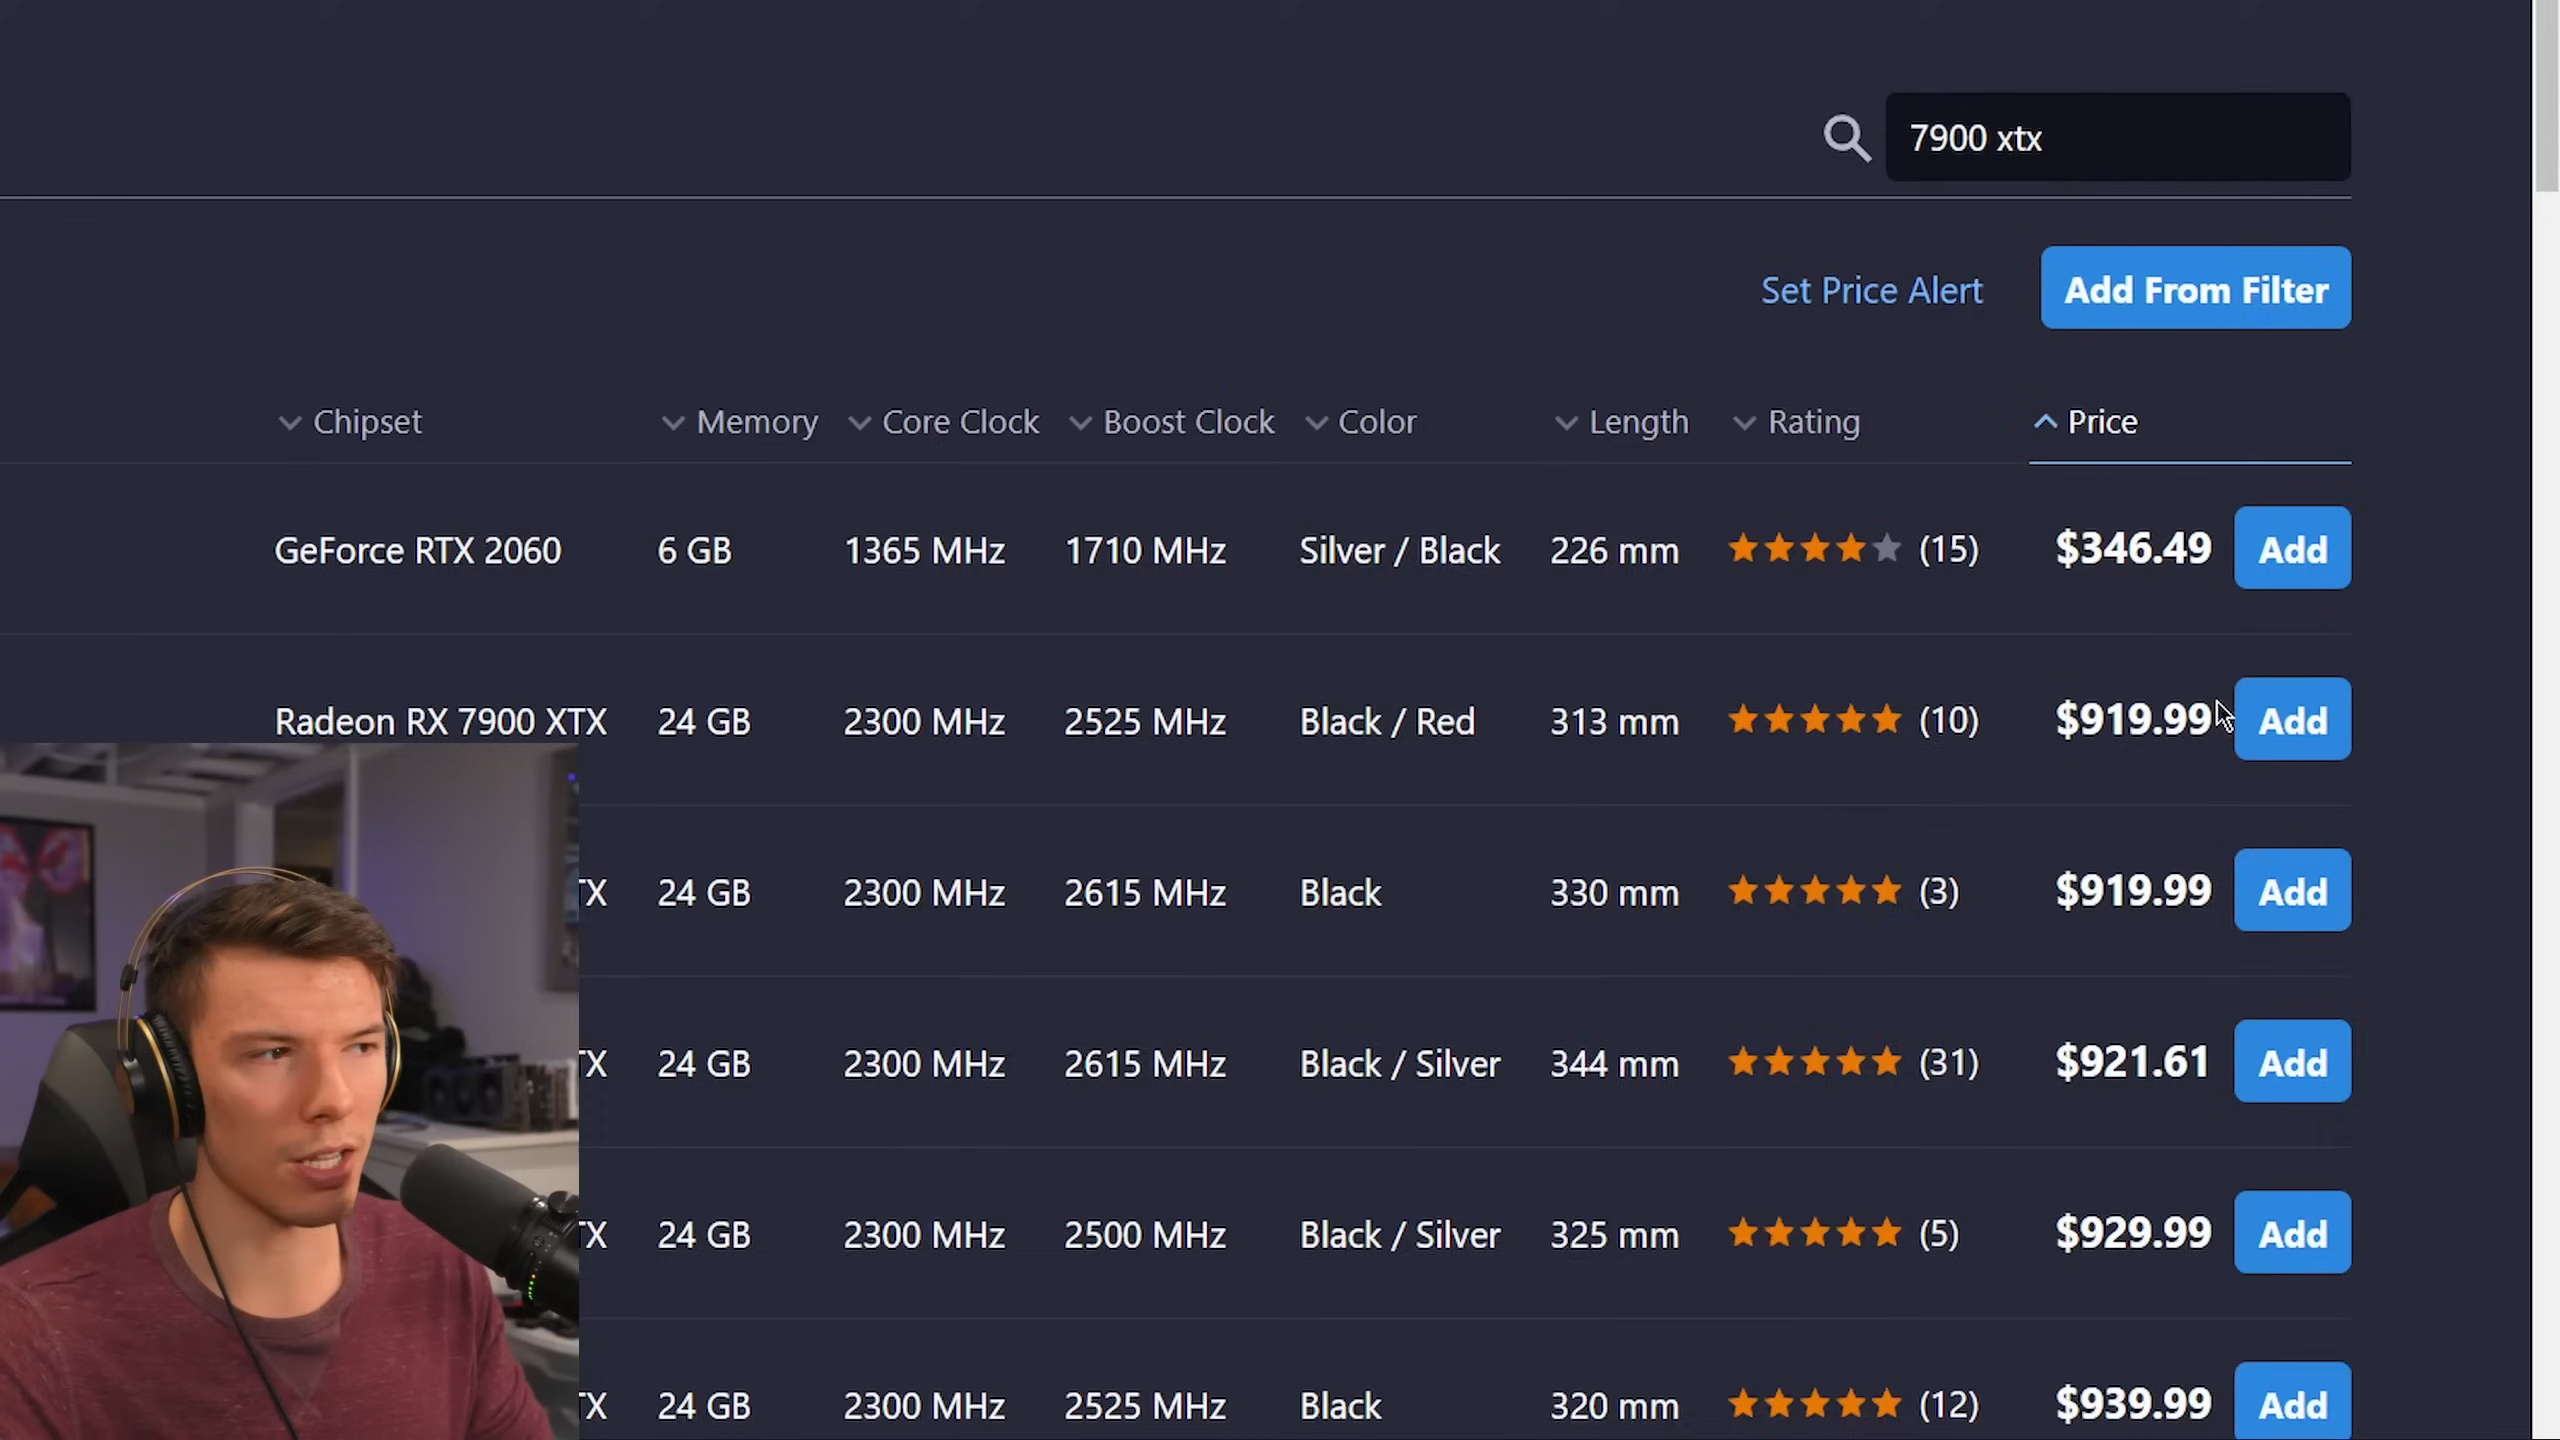 7900 xtx
Set Price Alert Add From Filter
Chipset Memory Core Clock Boost Clock Color Length Rating Price
GeForce RTX 2060 6 GB 1365 MHz 1710 MHz Silver / Black 226 mm (15) $346.49 Add
Radeon RX 7900 XTX 24 GB 2300 MHz 2525 MHz Black / Red 313 mm (10) $919.99 Add
TX 24 GB 2300 MHz 2615 MHz Black 330 mm (3) $919.99 Add
TX 24 GB 2300 MHz 2615 MHz Black / Silver 344 mm (31) $921.61 Add
TX 24 GB 2300 MHz 2500 MHz Black / Silver 325 mm (5) $929.99 Add
TX 24 GB 2300 MHz 2525 MHz Black 320 mm (12) $939.99 Add